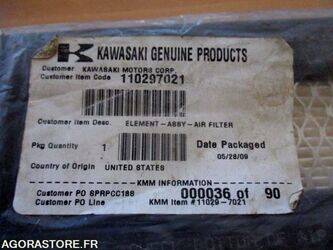 KAWASAKI GENUINE PRODUCTS
Customer KAWASAKI MOTORS CORP.
Customer Item Code 110297021
Customer Item Desc. ELEMENT-ASSY-AIR FILTER
Pkg Quantity 1 Date Packaged
05/28/09
Country of Origin UNITED STATES
KMM INFORMATION
Customer PO SPRPCC188 000036 of 90
Customer PO Line KMM Item #11029-7021
AGORASTORE.FR